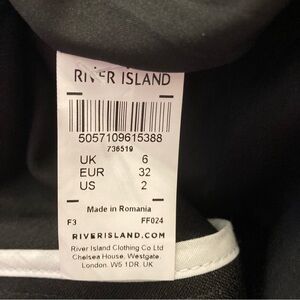 RIVER ISLAND
5057109615388
736519
UK 6
EUR 32
US 2
Made in Romania
F3 FF024
RIVERISLAND.COM
River Island Clothing Co Ltd
Chelsea House, Westgate,
London. W5 1DR. UK